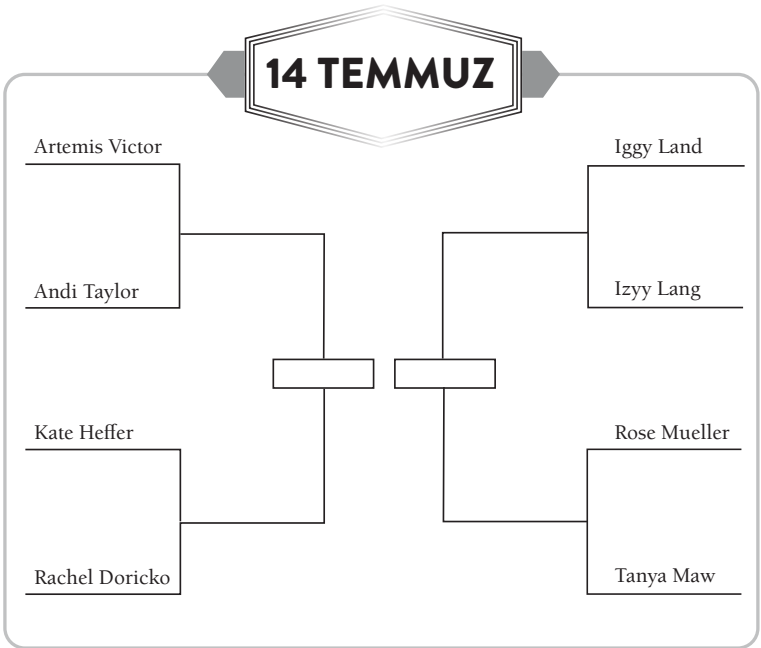 14 TEMMUZ
Artemis Victor
Andi Taylor
Kate Heffer
Rachel Doricko
Iggy Land
Izyy Lang
Rose Mueller
Tanya Maw